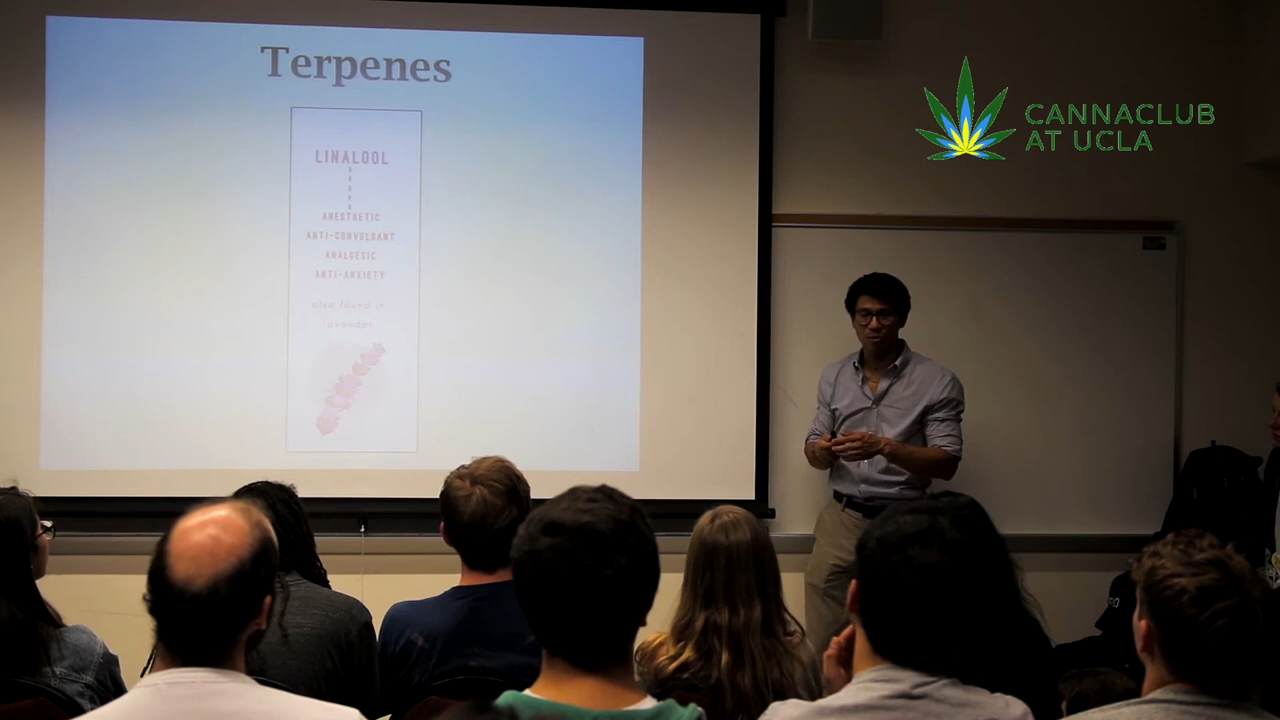 Terpenes
LINALOOL
ANESTHETIC
ANTI-CONVULSANT
ANALGESIC
ANTI-ANXIETY
also found in
lavender
CANNACLUB
AT UCLA